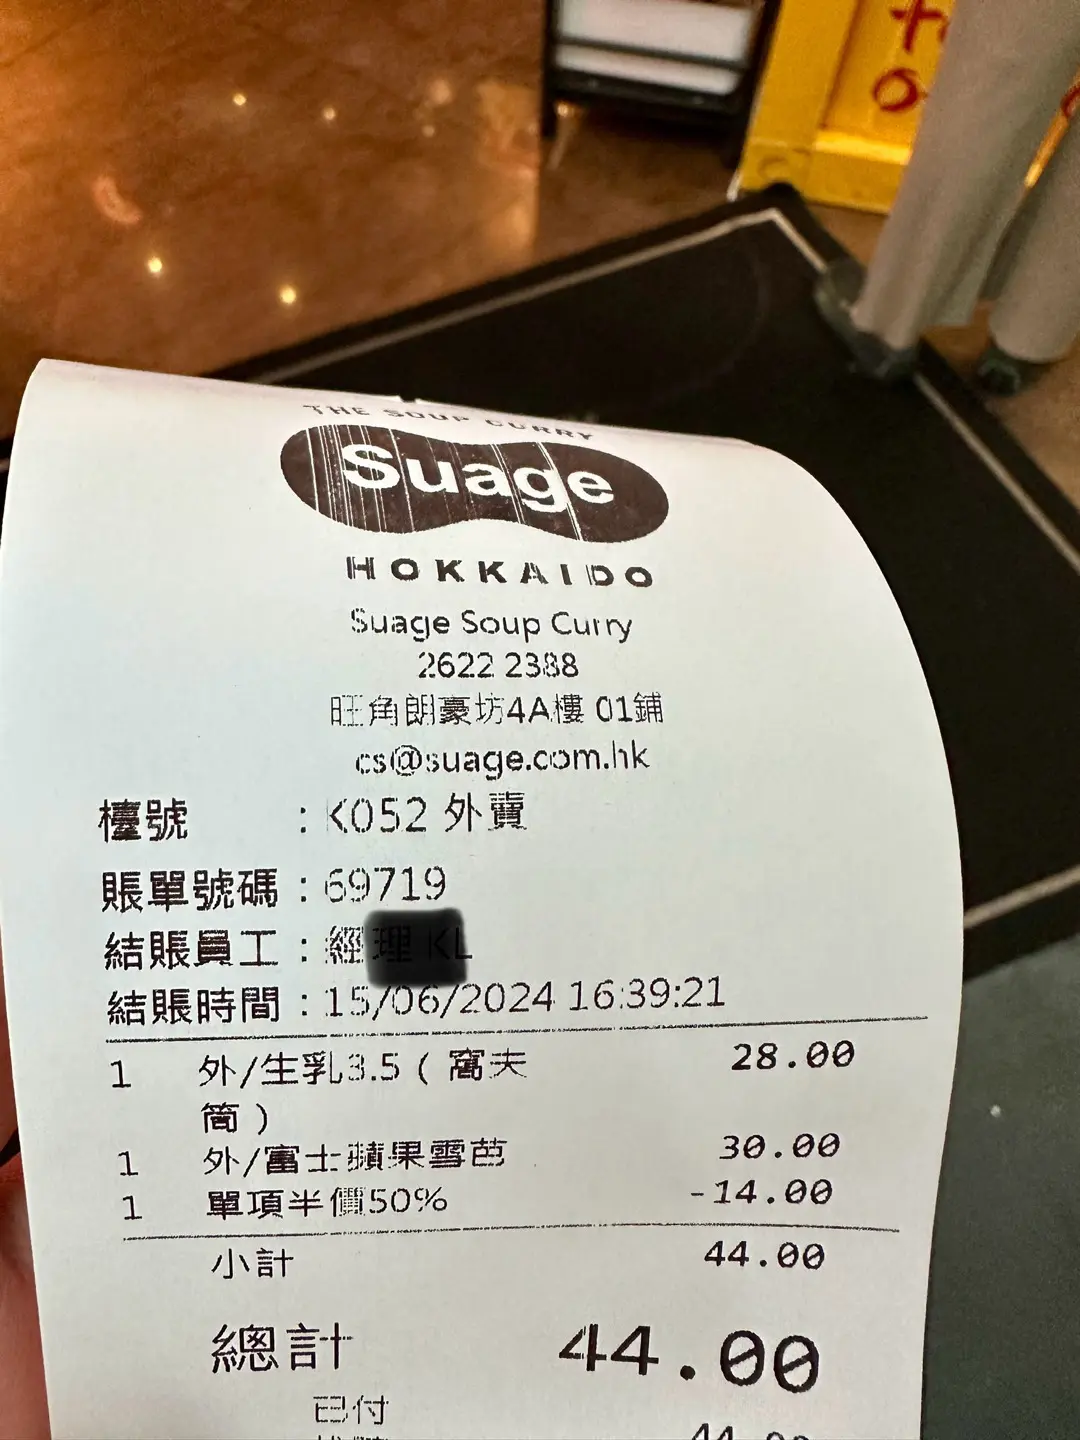 THE SOUP CURRY
Suage
HOKKAIDO
Suage Soup Curry
2622 2388
旺角朗豪坊4A樓 01鋪
cs@suage.com.hk
檯號 : K052 外賣
賬單號碼 : 69719
結賬員工 : 經理 KL
結賬時間 : 15/06/2024 16:39:21
1 外/生乳3.5 ( 窩夫 28.00
筒 )
1 外/富士蘋果雪芭 30.00
1 單項半價50% -14.00
小計 44.00
總計 44.00
已付
44.00